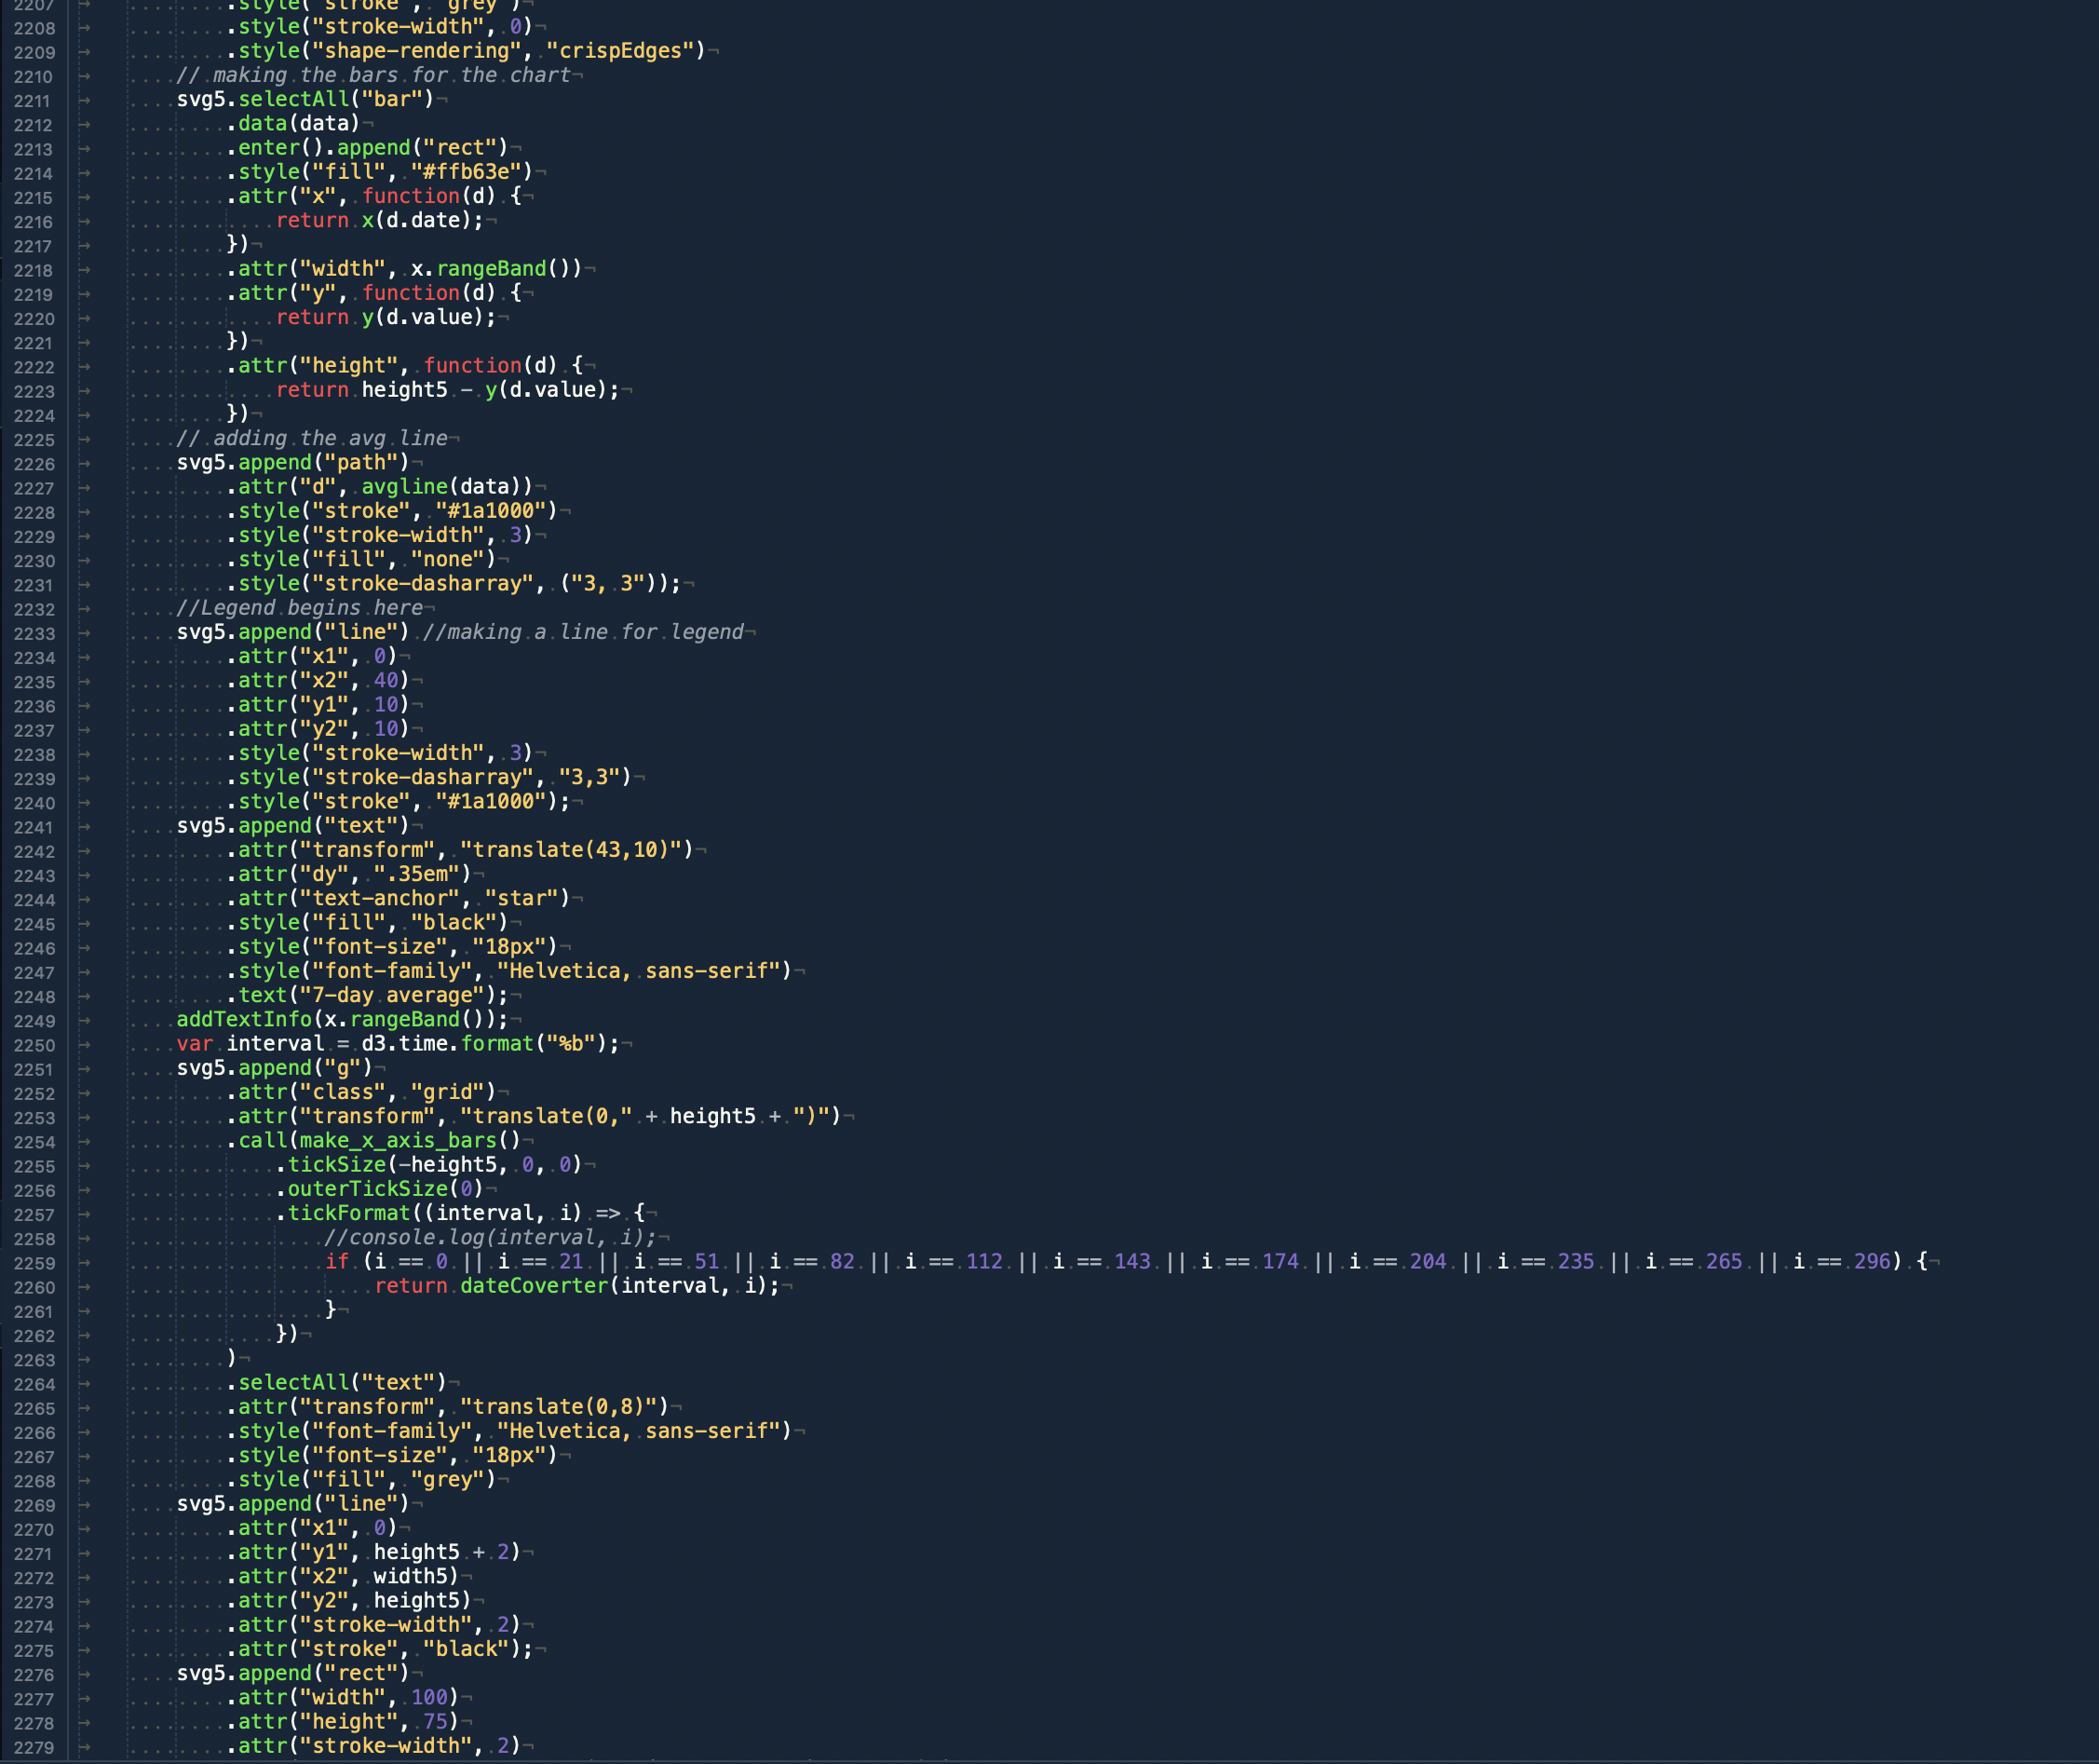 2207 .style("stroke", "grey")
2208 .style("stroke-width", 0)
2209 .style("shape-rendering", "crispEdges")
2210 // making the bars for the chart
2211 svg5.selectAll("bar")
2212 .data(data)
2213 .enter().append("rect")
2214 .style("fill", "#ffb63e")
2215 .attr("x", function(d) {
2216 return x(d.date);
2217 })
2218 .attr("width", x.rangeBand())
2219 .attr("y", function(d) {
2220 return y(d.value);
2221 })
2222 .attr("height", function(d) {
2223 return height5 - y(d.value);
2224 })
2225 // adding the avg line
2226 svg5.append("path")
2227 .attr("d", avgline(data))
2228 .style("stroke", "#1a1000")
2229 .style("stroke-width", 3)
2230 .style("fill", "none")
2231 .style("stroke-dasharray", ("3, 3"));
2232 //Legend begins here
2233 svg5.append("line") //making a line for legend
2234 .attr("x1", 0)
2235 .attr("x2", 40)
2236 .attr("y1", 10)
2237 .attr("y2", 10)
2238 .style("stroke-width", 3)
2239 .style("stroke-dasharray", "3,3")
2240 .style("stroke", "#1a1000");
2241 svg5.append("text")
2242 .attr("transform", "translate(43,10)")
2243 .attr("dy", ".35em")
2244 .attr("text-anchor", "star")
2245 .style("fill", "black")
2246 .style("font-size", "18px")
2247 .style("font-family", "Helvetica, sans-serif")
2248 .text("7-day average");
2249 addTextInfo(x.rangeBand());
2250 var interval = d3.time.format("%b");
2251 svg5.append("g")
2252 .attr("class", "grid")
2253 .attr("transform", "translate(0," + height5 + ")")
2254 .call(make_x_axis_bars()
2255 .tickSize(-height5, 0, 0)
2256 .outerTickSize(0)
2257 .tickFormat((interval, i) => {
2258 //console.log(interval, i);
2259 if (i == 0 || i == 21 || i == 51 || i == 82 || i == 112 || i == 143 || i == 174 || i == 204 || i == 235 || i == 265 || i == 296) {
2260 return dateCoverter(interval, i);
2261 }
2262 })
2263 )
2264 .selectAll("text")
2265 .attr("transform", "translate(0,8)")
2266 .style("font-family", "Helvetica, sans-serif")
2267 .style("font-size", "18px")
2268 .style("fill", "grey")
2269 svg5.append("line")
2270 .attr("x1", 0)
2271 .attr("y1", height5 + 2)
2272 .attr("x2", width5)
2273 .attr("y2", height5)
2274 .attr("stroke-width", 2)
2275 .attr("stroke", "black");
2276 svg5.append("rect")
2277 .attr("width", 100)
2278 .attr("height", 75)
2279 .attr("stroke-width", 2)